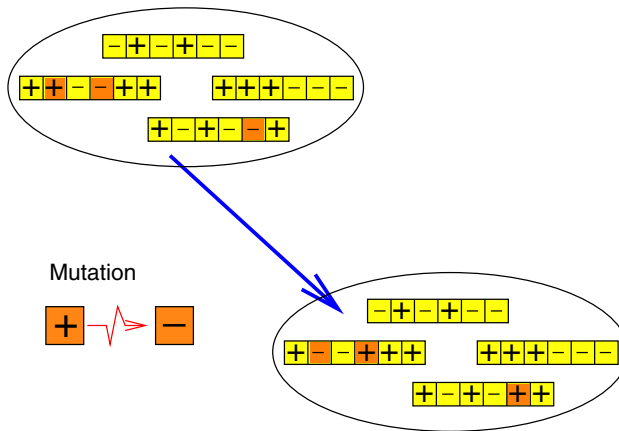 - + - + - -
+ + - - + +
+ + + - - -
+ - + - - +
Mutation
+ -
- + - + - -
+ - - + + +
+ + + - - -
+ - + - + +